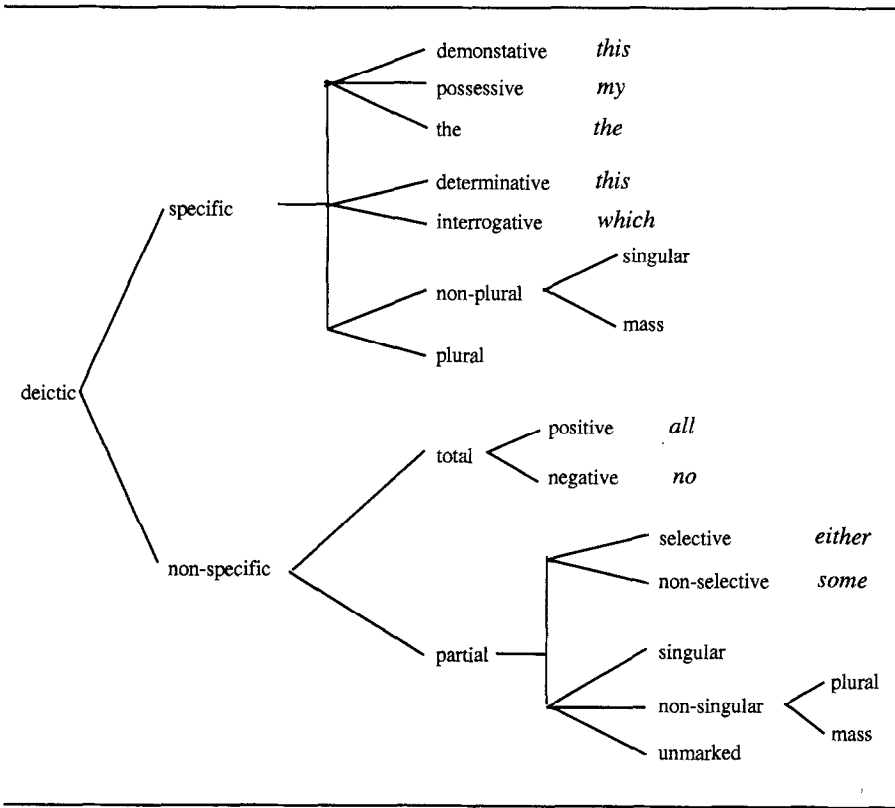 demonstative this
possessive my
the the
determinative this
specific
interrogative which
singular
non-plural
mass
plural
deictic
positive all
total
negative no
selective either
non-specific
non-selective some
singular
partial
plural
non-singular
mass
unmarked